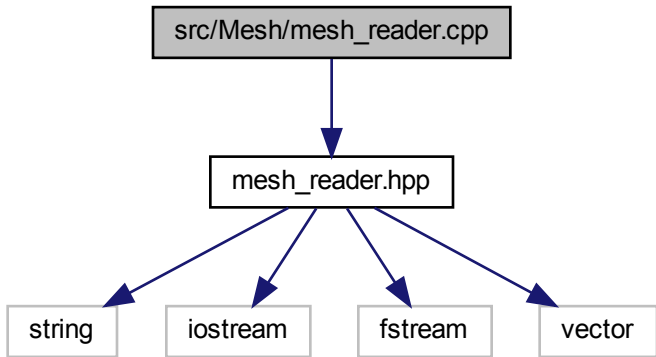 src/Mesh/mesh_reader.cpp
mesh_reader.hpp
string
iostream
fstream
vector